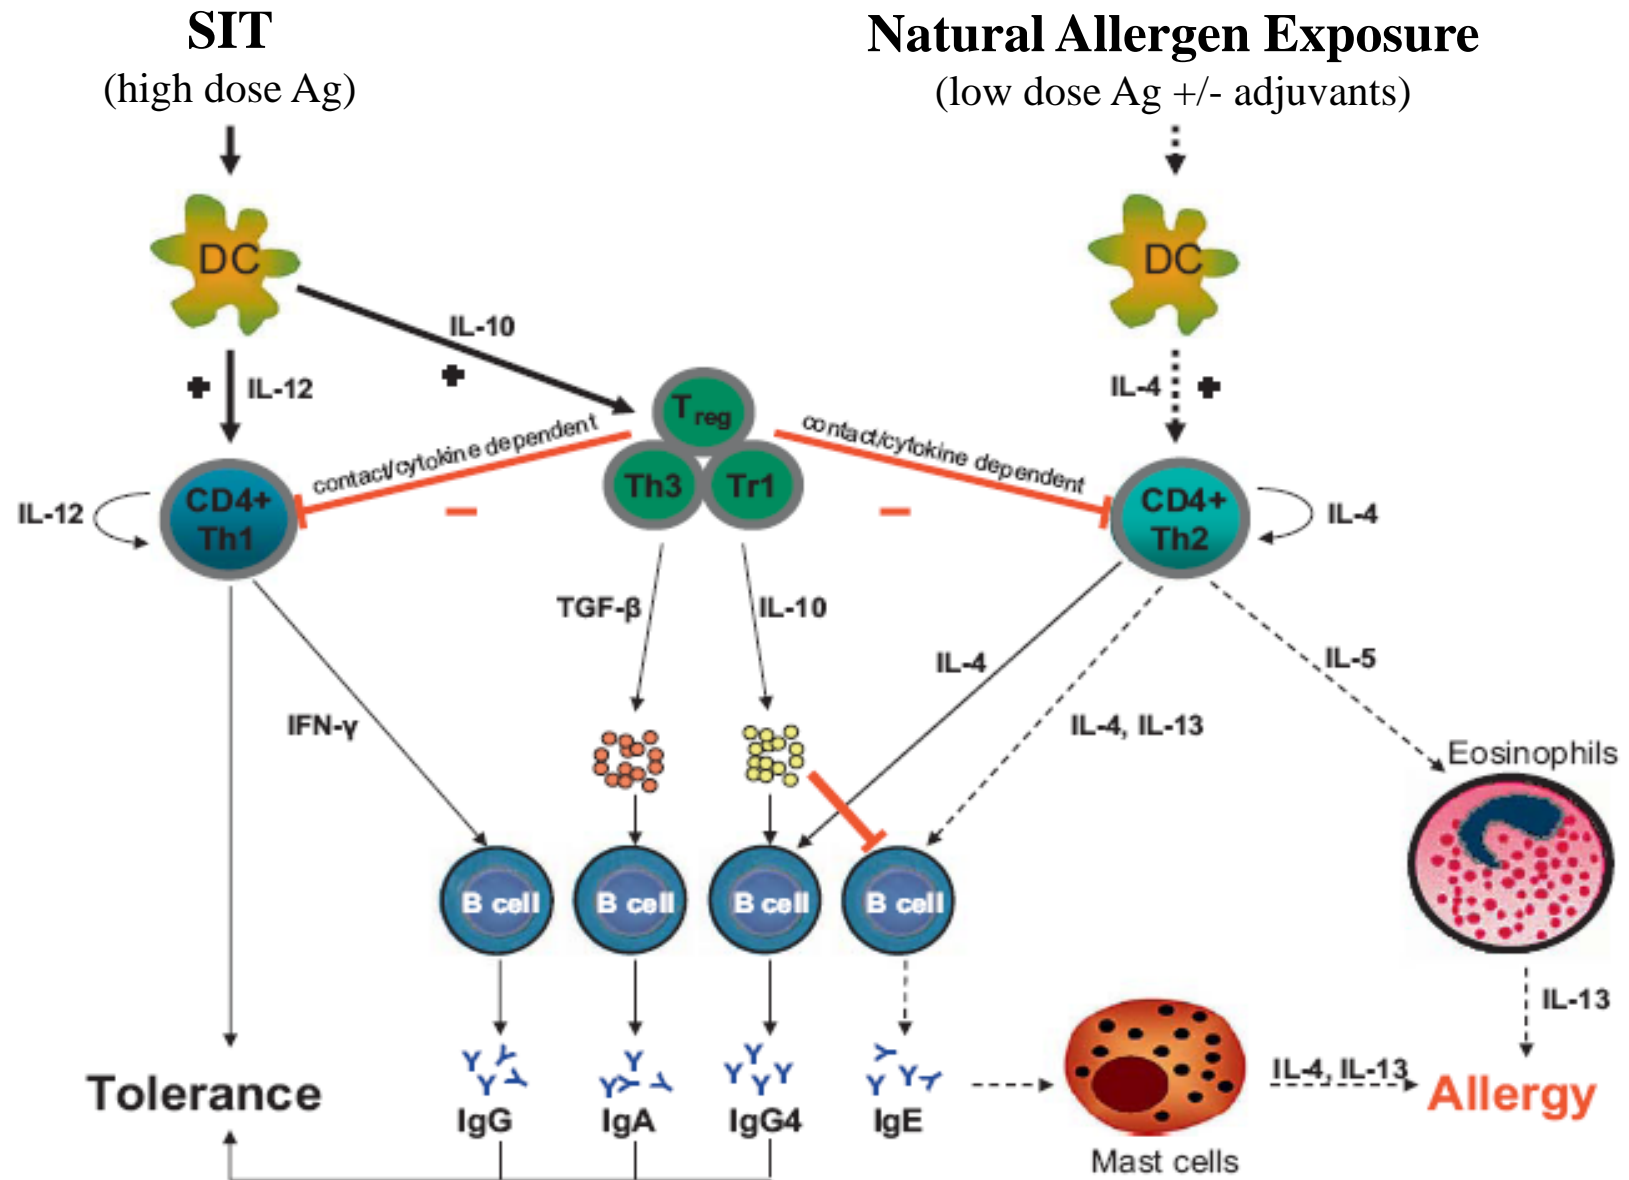 SIT
(high dose Ag)
Natural Allergen Exposure
(low dose Ag +/- adjuvants)
DC
DC
IL-10
IL-12
IL-4
Treg
Th3
Tr1
contact/cytokine dependent
contact/cytokine dependent
CD4+
Th1
IL-12
CD4+
Th2
IL-4
TGF-β
IL-10
IL-4
IL-5
IFN-γ
IL-4, IL-13
Eosinophils
B cell
B cell
B cell
B cell
IL-13
Tolerance
IgG
IgA
IgG4
IgE
IL-4, IL-13
Allergy
Mast cells